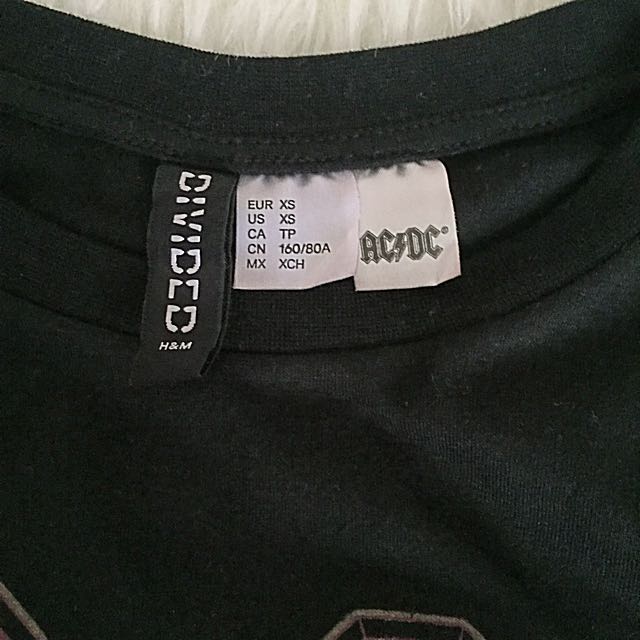 DIVIDED
H&M
EUR XS
US XS
CA TP
CN 160/80A
MX XCH
AC/DC®